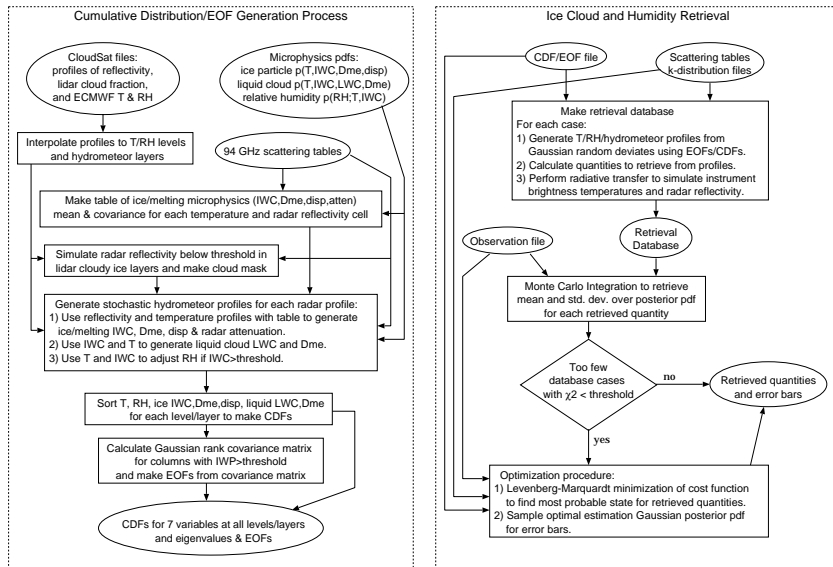 Cumulative Distribution/EOF Generation Process
CloudSat files:
profiles of reflectivity,
lidar cloud fraction,
and ECMWF T & RH
Microphysics pdfs:
ice particle p(T,IWC,Dme,disp)
liquid cloud p(T,IWC,LWC,Dme)
relative humidity p(RH;T,IWC)
Interpolate profiles to T/RH levels
and hydrometeor layers
94 GHz scattering tables
Make table of ice/melting microphysics (IWC,Dme,disp,atten)
mean & covariance for each temperature and radar reflectivity cell
Simulate radar reflectivity below threshold in
lidar cloudy ice layers and make cloud mask
Generate stochastic hydrometeor profiles for each radar profile:
1) Use reflectivity and temperature profiles with table to generate
ice/melting IWC, Dme, disp & radar attenuation.
2) Use IWC and T to generate liquid cloud LWC and Dme.
3) Use T and IWC to adjust RH if IWC>threshold.
Sort T, RH, ice IWC,Dme,disp, liquid LWC,Dme
for each level/layer to make CDFs
Calculate Gaussian rank covariance matrix
for columns with IWP>threshold
and make EOFs from covariance matrix
CDFs for 7 variables at all levels/layers
and eigenvalues & EOFs
Ice Cloud and Humidity Retrieval
CDF/EOF file
Scattering tables
k-distribution files
Make retrieval database
For each case:
1) Generate T/RH/hydrometeor profiles from
Gaussian random deviates using EOFs/CDFs.
2) Calculate quantities to retrieve from profiles.
3) Perform radiative transfer to simulate instrument
brightness temperatures and radar reflectivity.
Observation file
Retrieval
Database
Monte Carlo Integration to retrieve
mean and std. dev. over posterior pdf
for each retrieved quantity
Too few
database cases
with χ2 < threshold
no
Retrieved quantities
and error bars
yes
Optimization procedure:
1) Levenberg-Marquardt minimization of cost function
to find most probable state for retrieved quantities.
2) Sample optimal estimation Gaussian posterior pdf
for error bars.